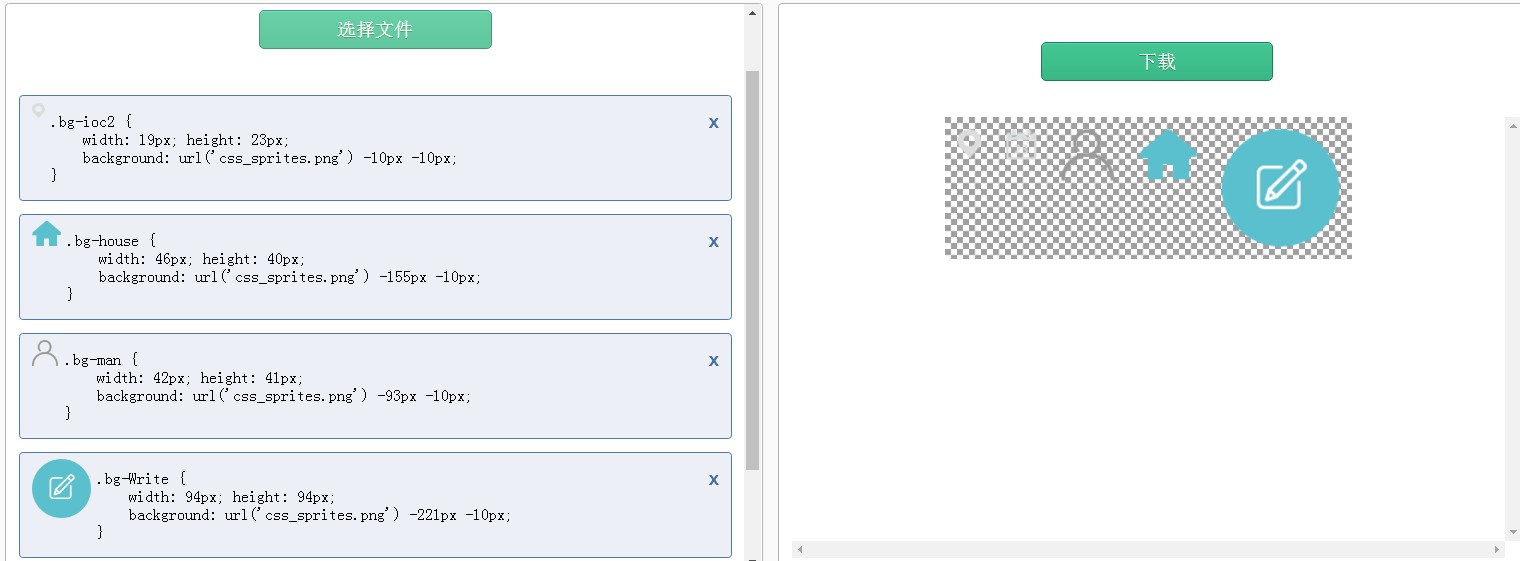 选择文件
.bg-ioc2 {
x
width: 19px; height: 23px;
background: url('css_sprites.png') -10px -10px;
}
.bg-house {
x
width: 46px; height: 40px;
background: url('css_sprites.png') -155px -10px;
}
.bg-man {
x
width: 42px; height: 41px;
background: url('css_sprites.png') -93px -10px;
}
.bg-Write {
x
width: 94px; height: 94px;
background: url('css_sprites.png') -221px -10px;
}
下载